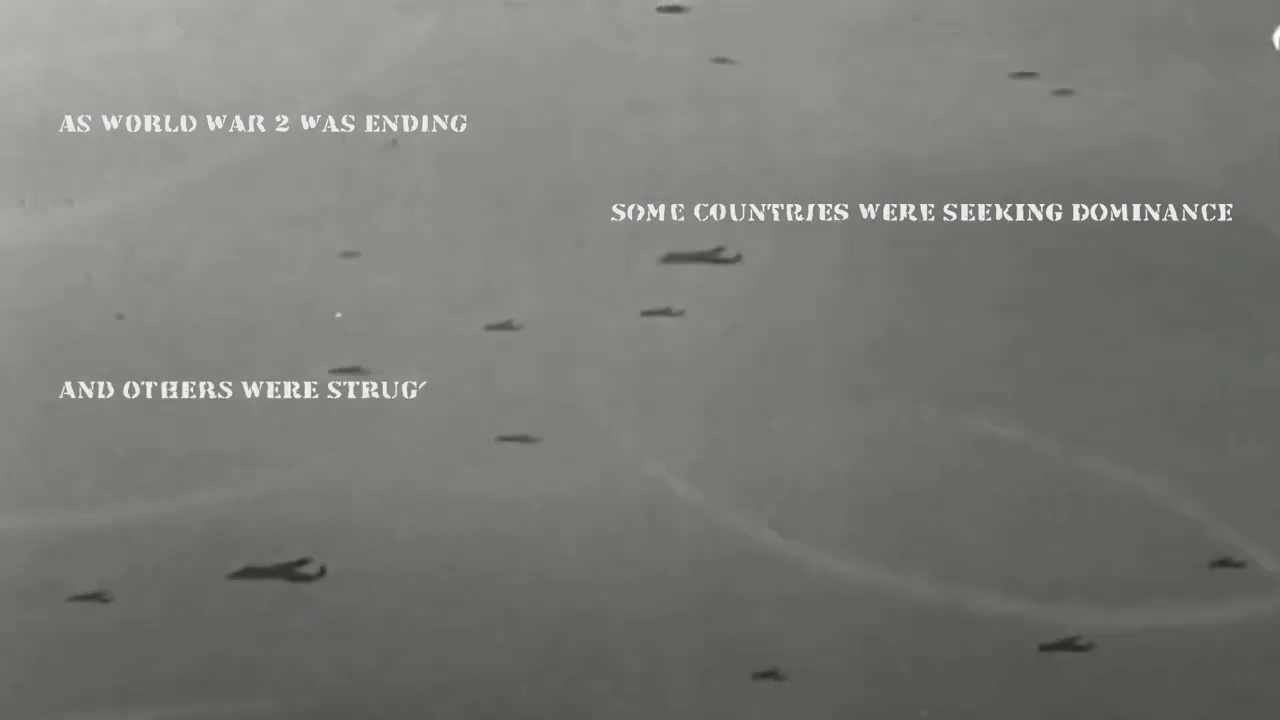 AS WORLD WAR 2 WAS ENDING
SOME COUNTRIES WERE SEEKING DOMINANCE
AND OTHERS WERE STRUG